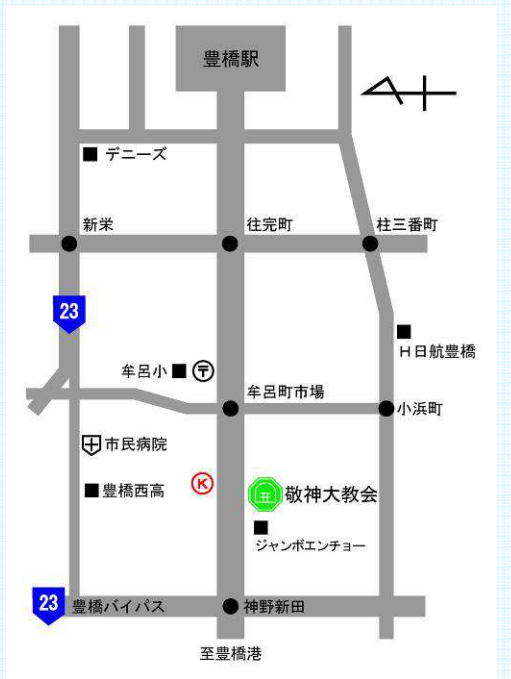 豊橋駅
デニーズ
新栄
往完町
柱三番町
23
H日航豊橋
牟呂小
〒
牟呂町市場
小浜町
市民病院
豊橋西高
K
敬神大教会
ジャンボエンチョー
23
豊橋バイパス
神野新田
至豊橋港